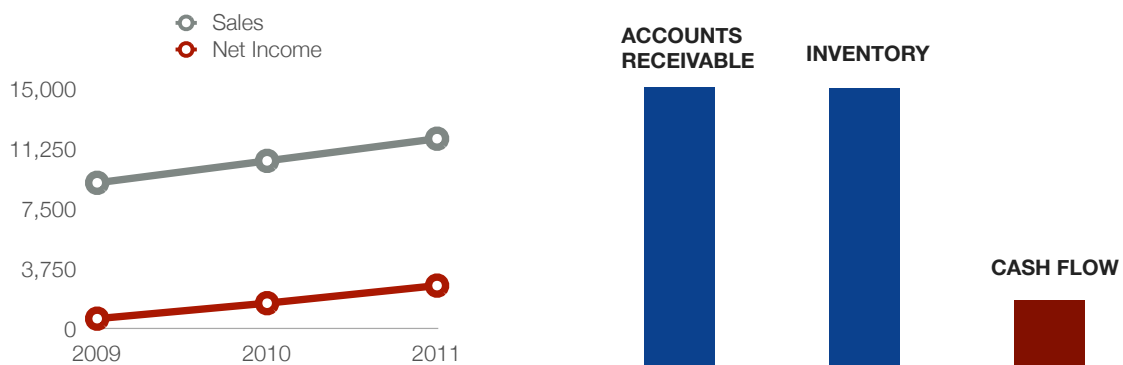 Sales
Net Income
15,000
11,250
7,500
3,750
0
2009 2010 2011
ACCOUNTS
RECEIVABLE
INVENTORY
CASH FLOW